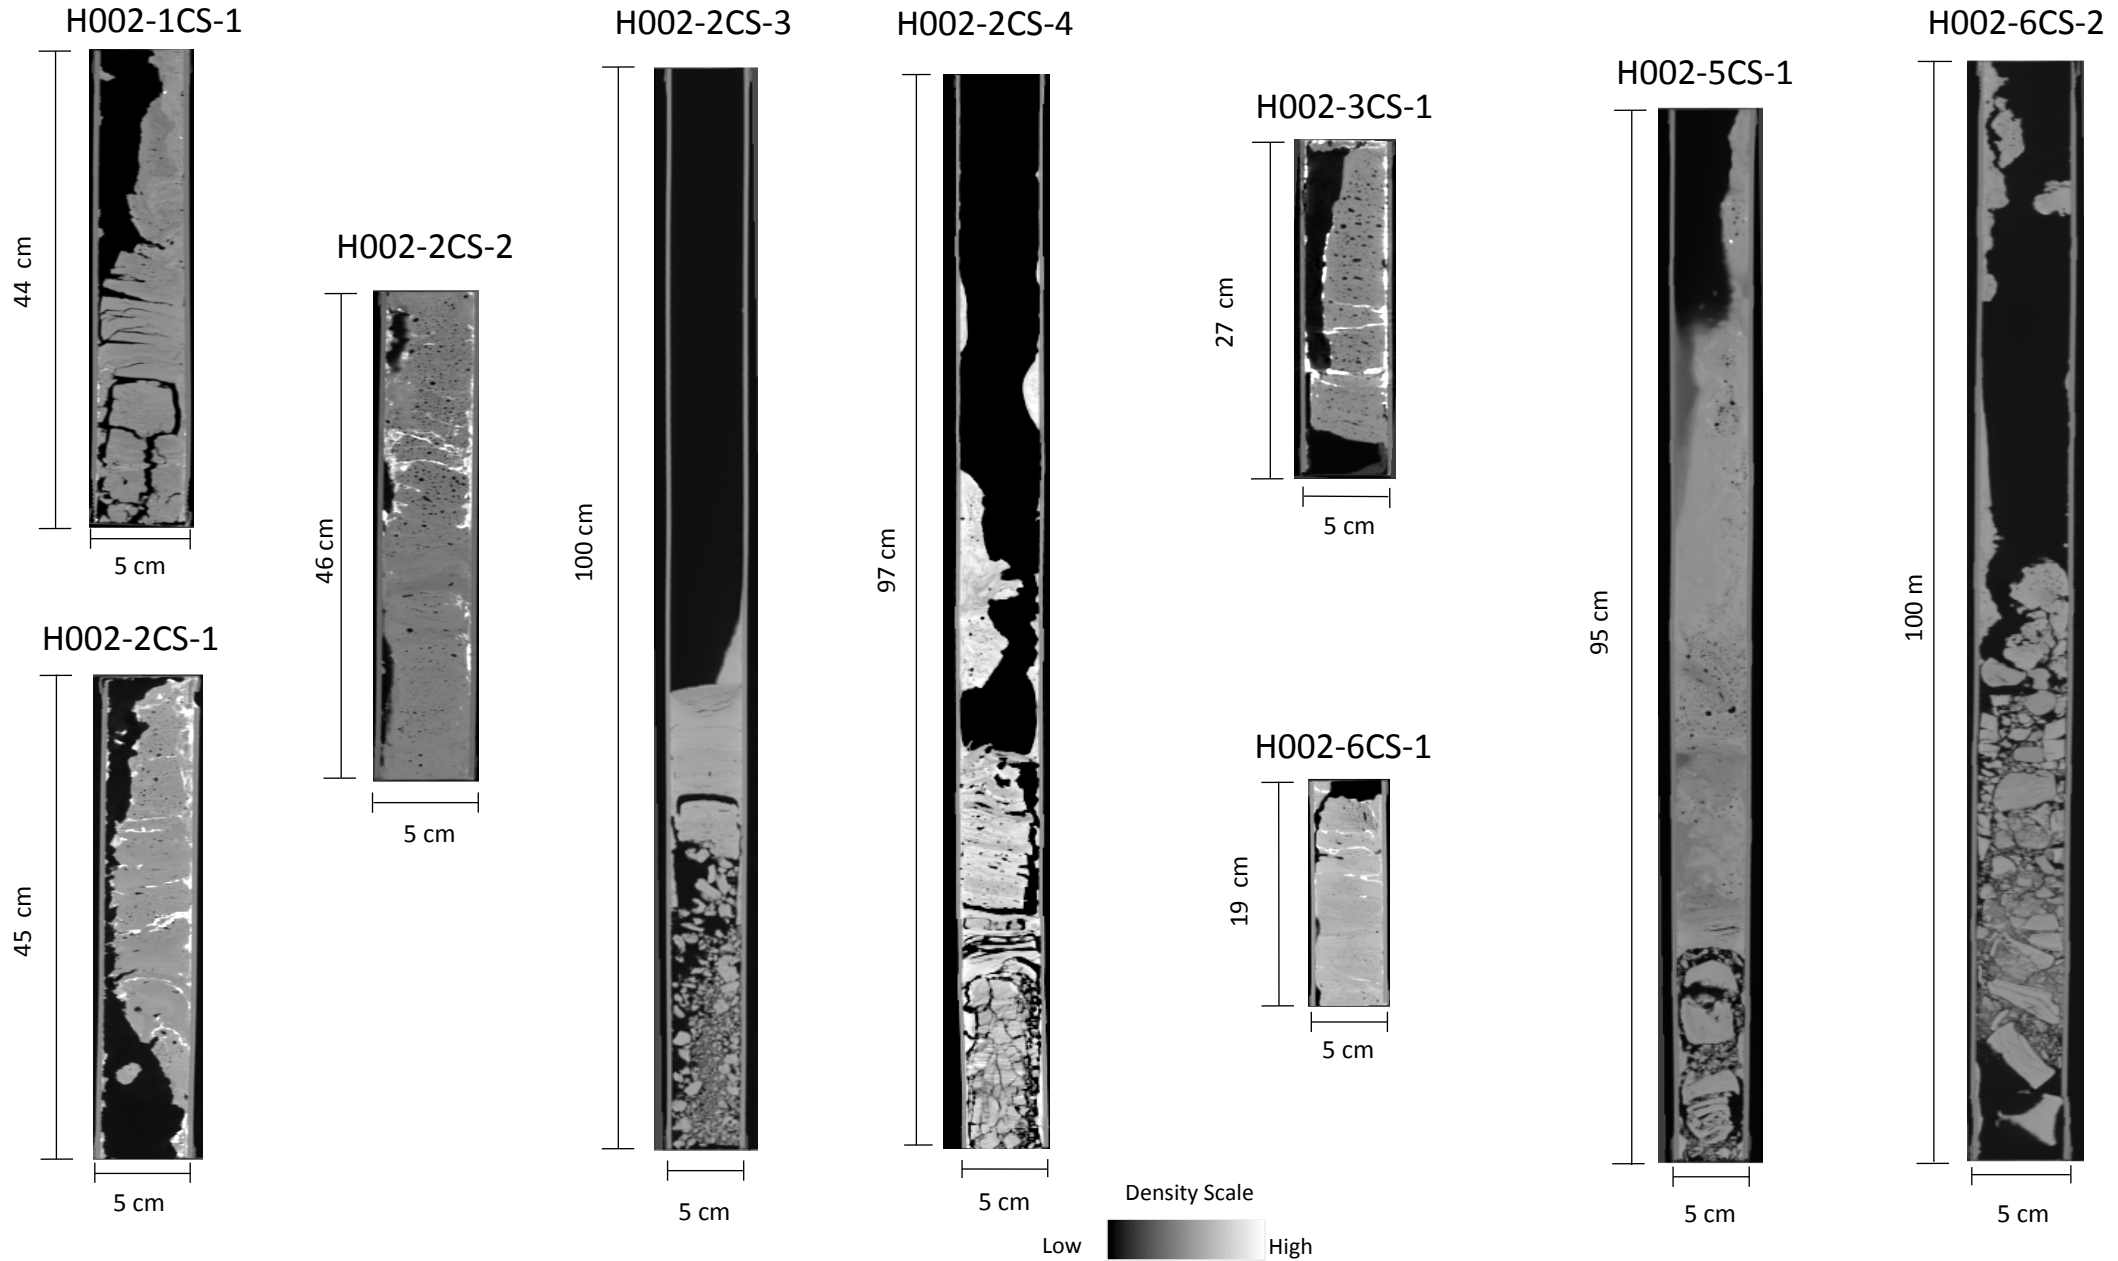 H002-1CS-1
44 cm
5 cm
H002-2CS-1
45 cm
5 cm
H002-2CS-2
46 cm
5 cm
H002-2CS-3
100 cm
5 cm
H002-2CS-4
97 cm
5 cm
H002-3CS-1
27 cm
5 cm
H002-6CS-1
19 cm
5 cm
H002-5CS-1
95 cm
5 cm
H002-6CS-2
100 m
5 cm
Density Scale
Low
High